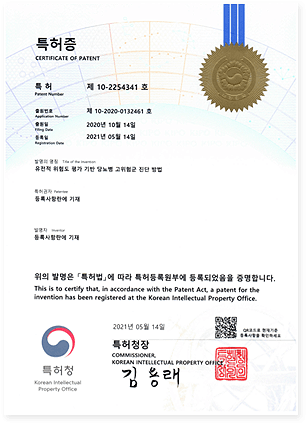 특허증
CERTIFICATE OF PATENT
특 허 제 10-2254341 호
Patent Number
출원번호 제 10-2020-0132461 호
Application Number
출원일 2020년 10월 14일
Filing Date
등록일 2021년 05월 14일
Registration Date
발명의 명칭 Title of the Invention
유전적 위험도 평가 기반 당뇨병 고위험군 진단 방법
특허권자 Patentee
등록사항란에 기재
발명자 Inventor
등록사항란에 기재
위의 발명은 「특허법」에 따라 특허등록원부에 등록되었음을 증명합니다.
This is to certify that, in accordance with the Patent Act, a patent for the
invention has been registered at the Korean Intellectual Property Office.
2021년 05월 14일
QR코드로 현재기준
등록사항을 확인하세요
특허청장
COMMISSIONER,
KOREAN INTELLECTUAL PROPERTY OFFICE
김용래
특허청
Korean Intellectual
Property Office